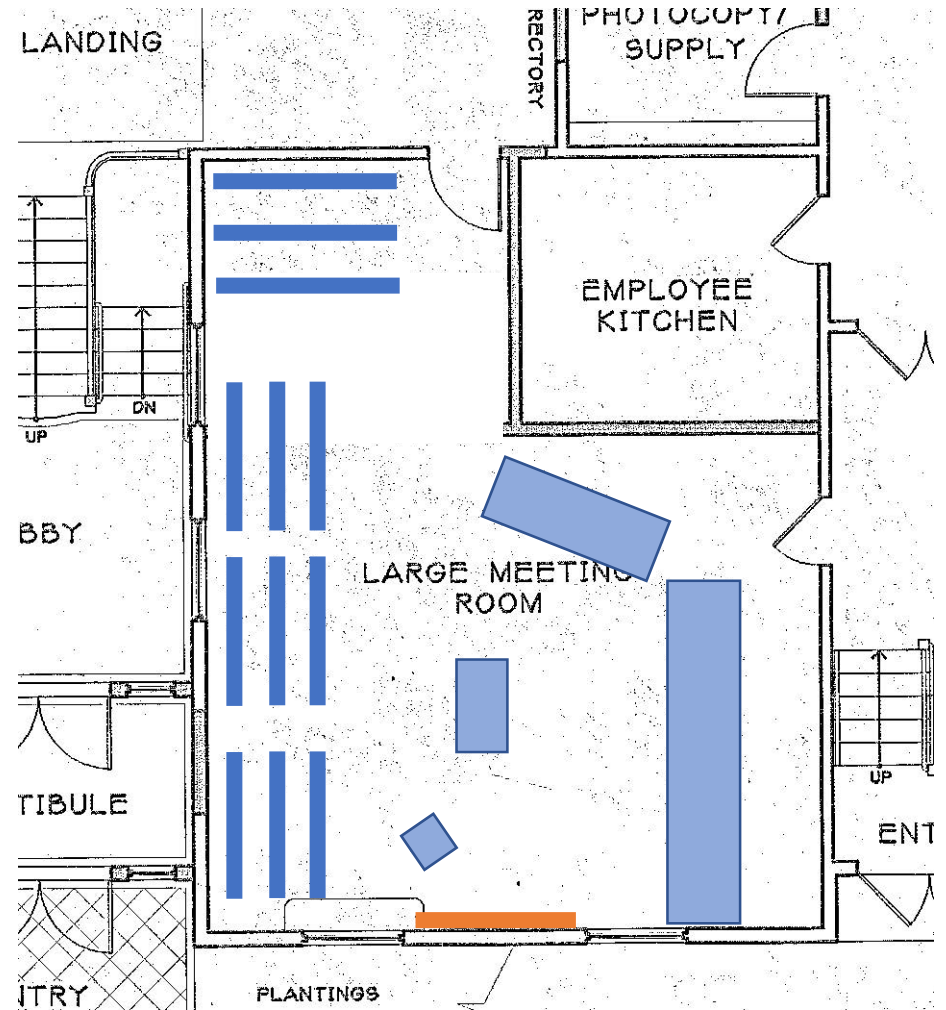 LANDING
RECTORY
PHOTOCOPY/
SUPPLY
EMPLOYEE
KITCHEN
DN
UP
BBY
LARGE MEETING
ROOM
UP
TIBULE
ENT
NTRY
PLANTINGS